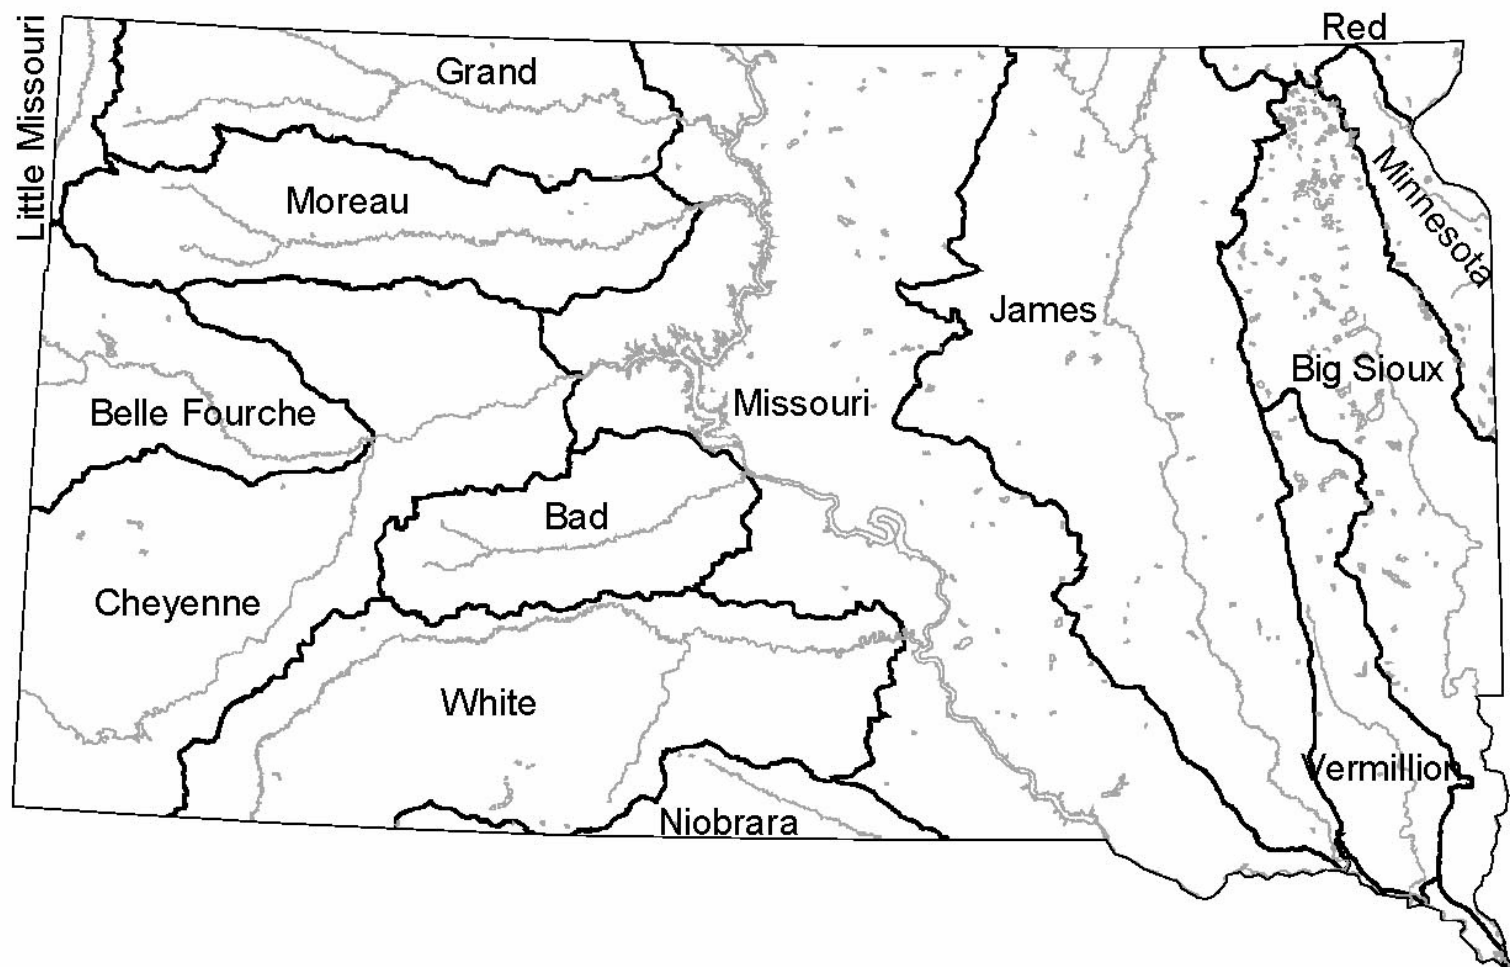 Red
Little Missouri
Grand
Minnesota
Moreau
James
Big Sioux
Missouri
Belle Fourche
Bad
Cheyenne
White
Vermillion
Niobrara